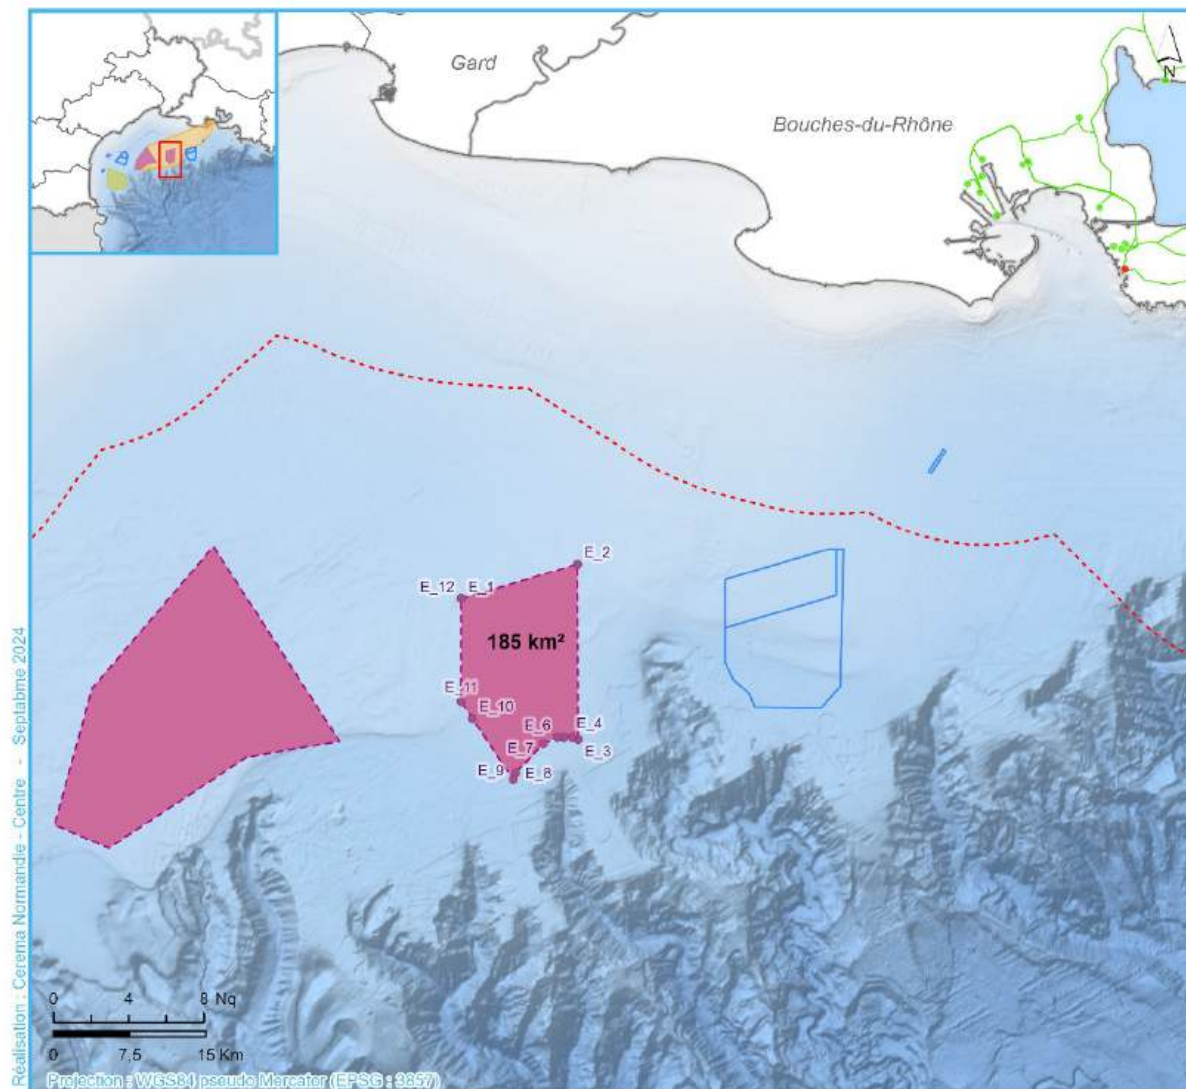 Gard
Bouches-du-Rhône
N
E_2
E_12
E_1
185 km²
E_11
E_10
E_6
E_4
E_7
E_3
E_9
E_8
0 4 8 Nq
0 7,5 15 Km
Projection : WGS84 pseudo Mercator (EPSG : 3857)
Réalisation : Cerema Normandie - Centre - Septabme 2024